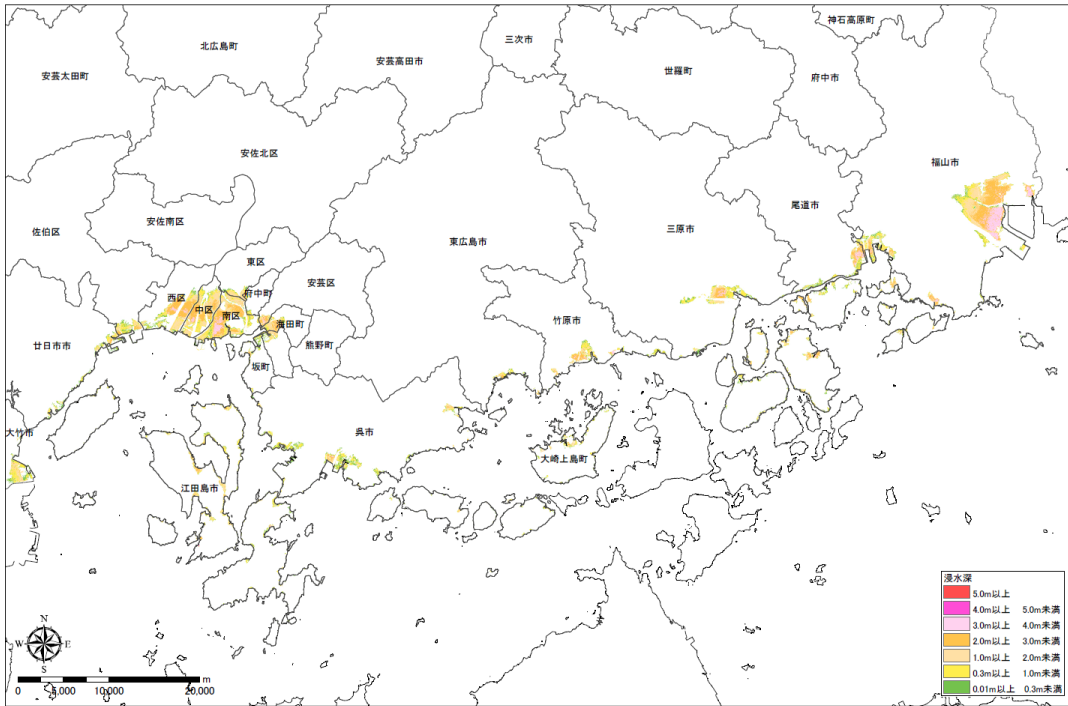 神石高原町
三次市
北広島町
安芸高田市
安芸太田町
世羅町
府中市
安佐北区
福山市
尾道市
安佐南区
佐伯区
三原市
東広島市
東区
安芸区
府中町
西区
中区
南区
海田町
竹原市
廿日市市
熊野町
坂町
大竹市
呉市
大崎上島町
江田島市
浸水深
5.0m以上
4.0m以上 5.0m未満
3.0m以上 4.0m未満
2.0m以上 3.0m未満
1.0m以上 2.0m未満
0.3m以上 1.0m未満
0.01m以上 0.3m未満
N
W E
S
0 5,000 10,000 20,000 m